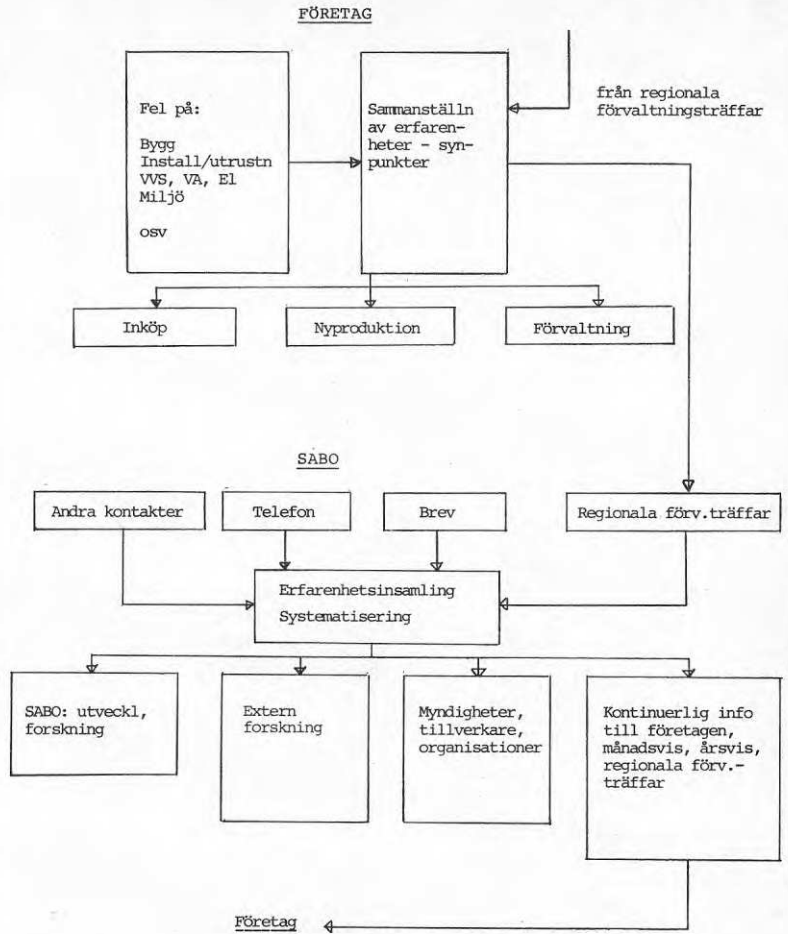 FÖRETAG
från regionala
förvaltningsträffar
Fel på:
Bygg
Install/utrustn
VVS, VA, El
Miljö
osv
Sammanställn
av erfaren-
heter - syn-
punkter
Inköp
Nyproduktion
Förvaltning
SABO
Andra kontakter
Telefon
Brev
Regionala förv.träffar
Erfarenhetsinsamling
Systematisering
SABO: utveckl,
forskning
Extern
forskning
Myndigheter,
tillverkare,
organisationer
Kontinuerlig info
till företagen,
månadsvis, årsvis,
regionala förv.-
träffar
Företag